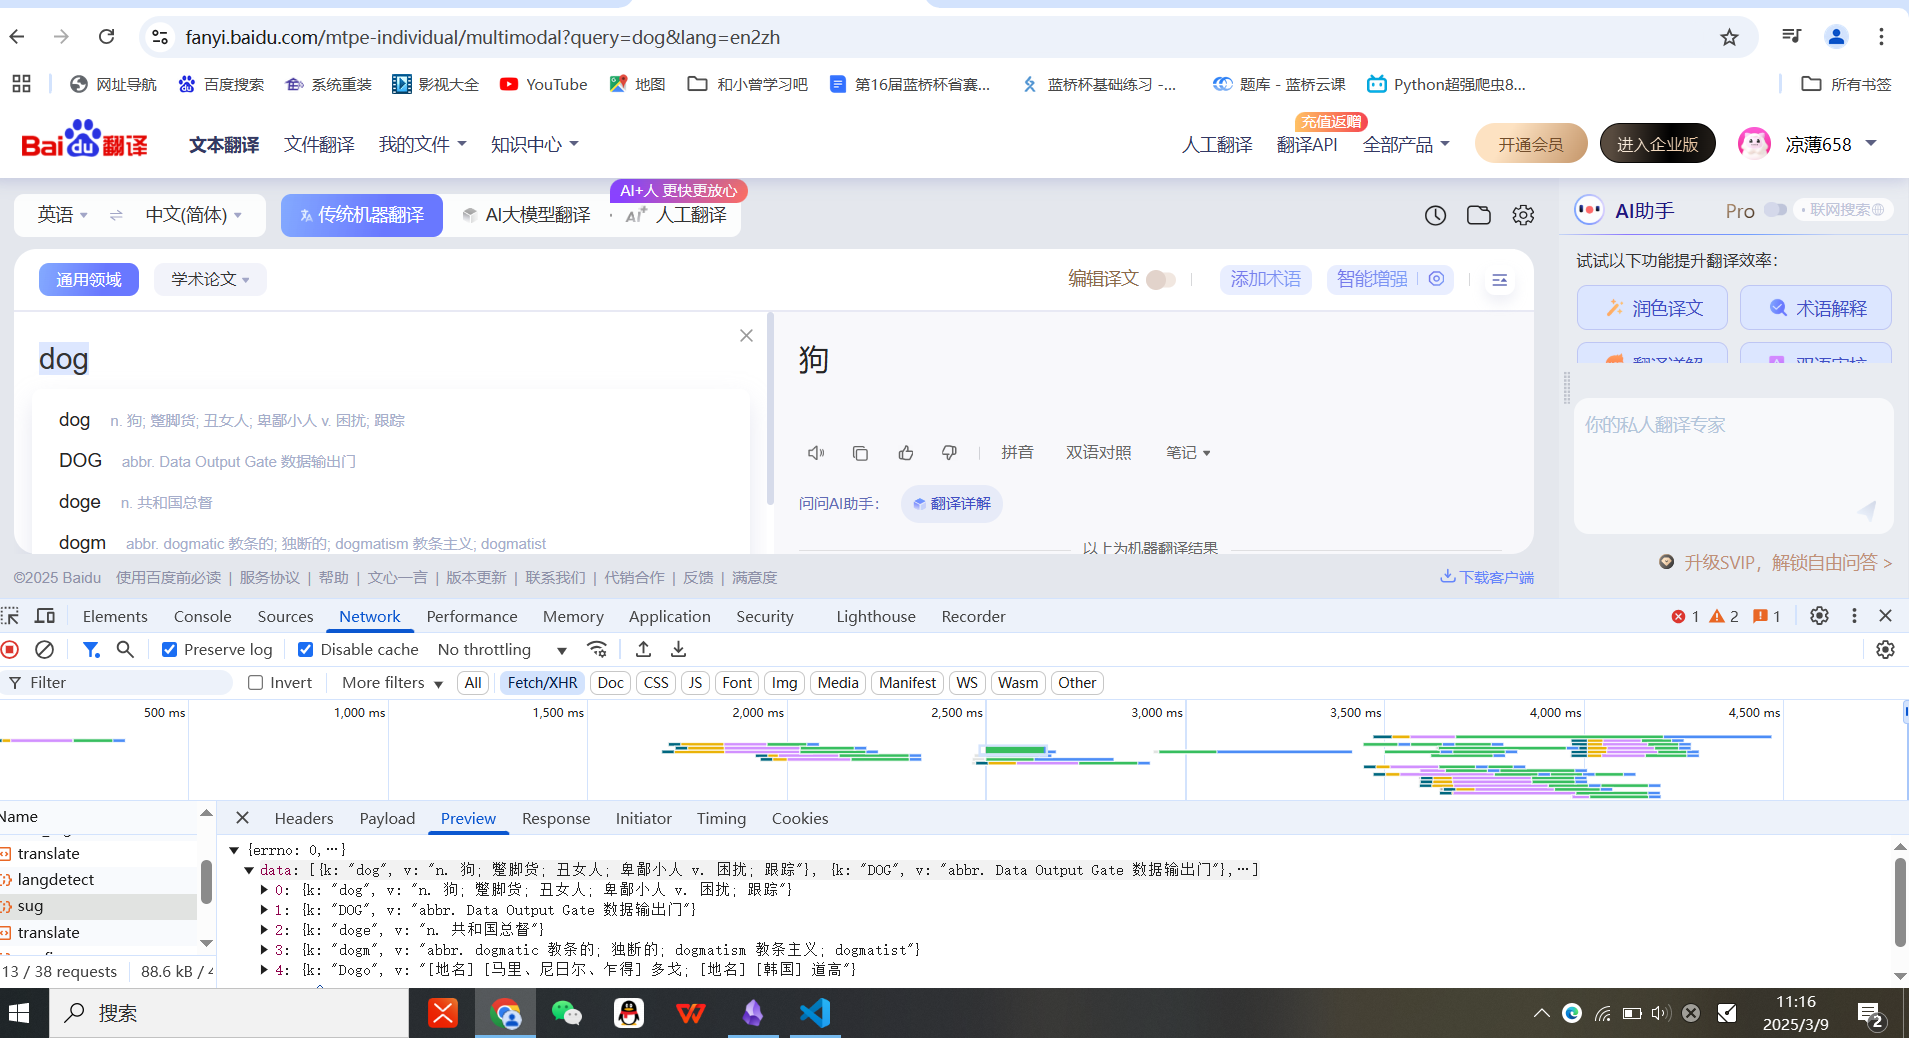 fanyi.baidu.com/mtpe-individual/multimodal?query=dog&lang=en2zh
网址导航 百度搜索 系统重装 影视大全 YouTube 地图 和小曾学习吧 第16届蓝桥杯省赛... 蓝桥杯基础练习 -... 题库 - 蓝桥云课 Python超强爬虫8... 所有书签
Baidu翻译 文本翻译 文件翻译 我的文件 知识中心 人工翻译 翻译API 充值返赠 全部产品 开通会员 进入企业版 凉薄658
英语 中文(简体) 传统机器翻译 AI大模型翻译 AI+人 更快更放心 AI+ 人工翻译 AI助手 Pro 联网搜索
通用领域 学术论文 编辑译文 添加术语 智能增强
试试以下功能提升翻译效率：
润色译文 术语解释
翻译详解 双语审校
dog
狗
dog n. 狗; 蹩脚货; 丑女人; 卑鄙小人 v. 困扰; 跟踪
DOG abbr. Data Output Gate 数据输出门
doge n. 共和国总督
dogm abbr. dogmatic 教条的; 独断的; dogmatism 教条主义; dogmatist
拼音 双语对照 笔记
问问AI助手： 翻译详解
以上为机器翻译结果
你的私人翻译专家
升级SVIP，解锁自由问答 >
©2025 Baidu 使用百度前必读 | 服务协议 | 帮助 | 文心一言 | 版本更新 | 联系我们 | 代销合作 | 反馈 | 满意度 下载客户端
Elements Console Sources Network Performance Memory Application Security Lighthouse Recorder 1 2 1
Preserve log Disable cache No throttling
Filter Invert More filters All Fetch/XHR Doc CSS JS Font Img Media Manifest WS Wasm Other
500 ms 1,000 ms 1,500 ms 2,000 ms 2,500 ms 3,000 ms 3,500 ms 4,000 ms 4,500 ms
Name
translate
langdetect
sug
translate
13 / 38 requests 88.6 kB / 4
Headers Payload Preview Response Initiator Timing Cookies
{errno: 0,…}
data: [{k: "dog", v: "n. 狗; 蹩脚货; 丑女人; 卑鄙小人 v. 困扰; 跟踪"}, {k: "DOG", v: "abbr. Data Output Gate 数据输出门"},…]
0: {k: "dog", v: "n. 狗; 蹩脚货; 丑女人; 卑鄙小人 v. 困扰; 跟踪"}
1: {k: "DOG", v: "abbr. Data Output Gate 数据输出门"}
2: {k: "doge", v: "n. 共和国总督"}
3: {k: "dogm", v: "abbr. dogmatic 教条的; 独断的; dogmatism 教条主义; dogmatist"}
4: {k: "Dogo", v: "[地名] [马里、尼日尔、乍得] 多戈; [地名] [韩国] 道高"}
搜索
11:16
2025/3/9
2